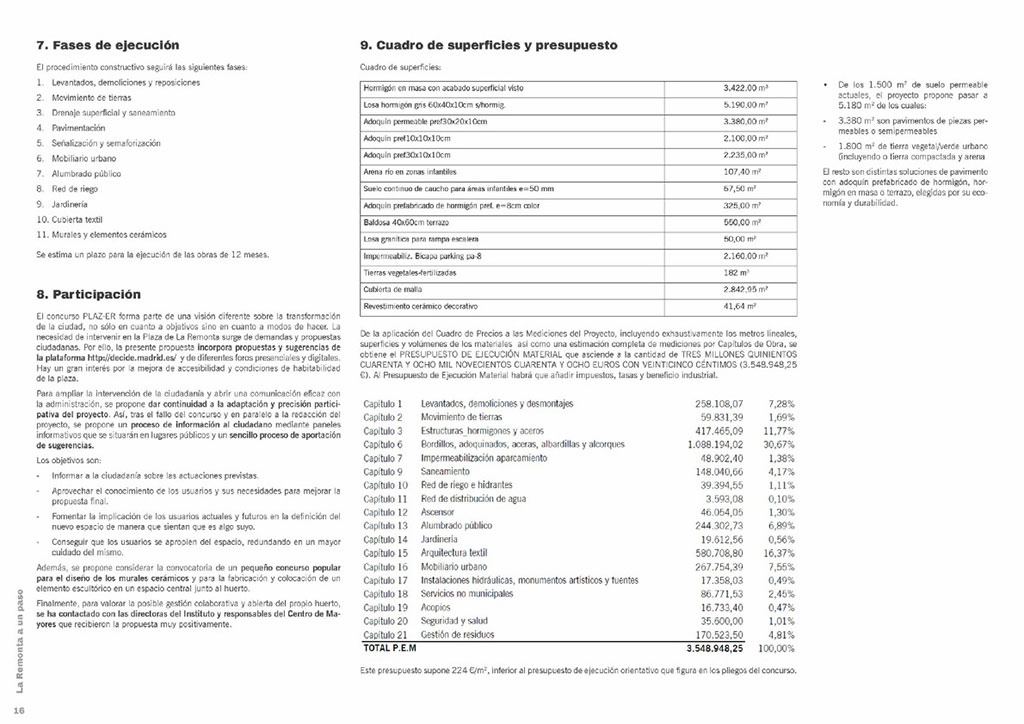 7. Fases de ejecución
El procedimiento constructivo seguirá las siguientes fases:
1. Levantados, demoliciones y reposiciones
2. Movimiento de tierras
3. Drenaje superficial y saneamiento
4. Pavimentación
5. Señalización y semaforización
6. Mobiliario urbano
7. Alumbrado público
8. Red de riego
9. Jardinería
10. Cubierta textil
11. Murales y elementos cerámicos
Se estima un plazo para la ejecución de las obras de 12 meses.
8. Participación
El concurso PLAZ-ER forma parte de una visión diferente sobre la transformación
de la ciudad, no sólo en cuanto a objetivos sino en cuanto a modos de hacer. La
necesidad de intervenir en la Plaza de La Remonta surge de demandas y propuestas
ciudadanas. Por ello, la presente propuesta incorpora propuestas y sugerencias de
la plataforma http://decide.madrid.es/ y de diferentes foros presenciales y digitales.
Hay un gran interés por la mejora de accesibilidad y condiciones de habitabilidad
de la plaza.
Para ampliar la intervención de la ciudadanía y abrir una comunicación eficaz con
la administración, se propone dar continuidad a la adaptación y precisión partici-
pativa del proyecto. Así, tras el fallo del concurso y en paralelo a la redacción del
proyecto, se propone un proceso de información al ciudadano mediante paneles
informativos que se situarán en lugares públicos y un sencillo proceso de aportación
de sugerencias.
Los objetivos son:
- Informar a la ciudadanía sobre las actuaciones previstas.
- Aprovechar el conocimiento de los usuarios y sus necesidades para mejorar la
propuesta final.
- Fomentar la implicación de los usuarios actuales y futuros en la definición del
nuevo espacio de manera que sientan que es algo suyo.
- Conseguir que los usuarios se apropien del espacio, redundando en un mayor
cuidado del mismo.
Además, se propone considerar la convocatoria de un pequeño concurso popular
para el diseño de los murales cerámicos y para la fabricación y colocación de un
elemento escultórico en un espacio central junto al huerto.
Finalmente, para valorar la posible gestión colaborativa y abierta del propio huerto,
se ha contactado con las directoras del Instituto y responsables del Centro de Ma-
yores que recibieron la propuesta muy positivamente.
La Remonta a un paso
16
9. Cuadro de superficies y presupuesto
Cuadro de superficies:
Hormigón en masa con acabado superficial visto 3.422,00 m²
Losa hormigón gris 60x40x10cm s/hormig. 5.190,00 m²
Adoquín permeable pref30x20x10cm 3.380,00 m²
Adoquín pref10x10x10cm 2.100,00 m²
Adoquín pref30x10x10cm 2.235,00 m²
Arena río en zonas infantiles 107,40 m²
Suelo continuo de caucho para áreas infantiles e=50 mm 67,50 m²
Adoquín prefabricado de hormigón pref. e=8cm color 325,00 m²
Baldosa 40x60cm terrazo 550,00 m²
Losa granítica para rampa escalera 50,00 m²
Impermeabiliz. Bicapa parking pa-8 2.160,00 m²
Tierras vegetales-fertilizadas 182 m³
Cubierta de malla 2.842,95 m²
Revestimiento cerámico decorativo 41,64 m²
De la aplicación del Cuadro de Precios a las Mediciones del Proyecto, incluyendo exhaustivamente los metros lineales,
superficies y volúmenes de los materiales así como una estimación completa de mediciones por Capítulos de Obra, se
obtiene el PRESUPUESTO DE EJECUCIÓN MATERIAL que asciende a la cantidad de TRES MILLONES QUINIENTOS
CUARENTA Y OCHO MIL NOVECIENTOS CUARENTA Y OCHO EUROS CON VEINTICINCO CÉNTIMOS (3.548.948,25
€). Al Presupuesto de Ejecución Material habrá que añadir impuestos, tasas y beneficio industrial.
Capítulo 1 Levantados, demoliciones y desmontajes 258.108,07 7,28%
Capítulo 2 Movimiento de tierras 59.831,39 1,69%
Capítulo 3 Estructuras_hormigones y aceros 417.465,09 11,77%
Capítulo 6 Bordillos, adoquinados, aceras, albardillas y alcorques 1.088.194,02 30,67%
Capítulo 7 Impermeabilización aparcamiento 48.902,40 1,38%
Capítulo 9 Saneamiento 148.040,66 4,17%
Capítulo 10 Red de riego e hidrantes 39.394,55 1,11%
Capítulo 11 Red de distribución de agua 3.593,08 0,10%
Capítulo 12 Ascensor 46.054,05 1,30%
Capítulo 13 Alumbrado público 244.302,73 6,89%
Capítulo 14 Jardinería 19.612,56 0,56%
Capítulo 15 Arquitectura textil 580.708,80 16,37%
Capítulo 16 Mobiliario urbano 267.754,39 7,55%
Capítulo 17 Instalaciones hidráulicas, monumentos artísticos y fuentes 17.358,03 0,49%
Capítulo 18 Servicios no municipales 86.771,53 2,45%
Capítulo 19 Acopios 16.733,40 0,47%
Capítulo 20 Seguridad y salud 35.600,00 1,01%
Capítulo 21 Gestión de residuos 170.523,50 4,81%
TOTAL P.E.M 3.548.948,25 100,00%
Este presupuesto supone 224 €/m², inferior al presupuesto de ejecución orientativo que figura en los pliegos del concurso.
• De los 1.500 m² de suelo permeable
actuales, el proyecto propone pasar a
5.180 m² de los cuales:
- 3.380 m² son pavimentos de piezas per-
meables o semipermeables
- 1.800 m² de tierra vegetal/verde urbano
(incluyendo o tierra compactada y arena
El resto son distintas soluciones de pavimento
con adoquín prefabricado de hormigón, hor-
migón en masa o terrazo, elegidas por su eco-
nomía y durabilidad.